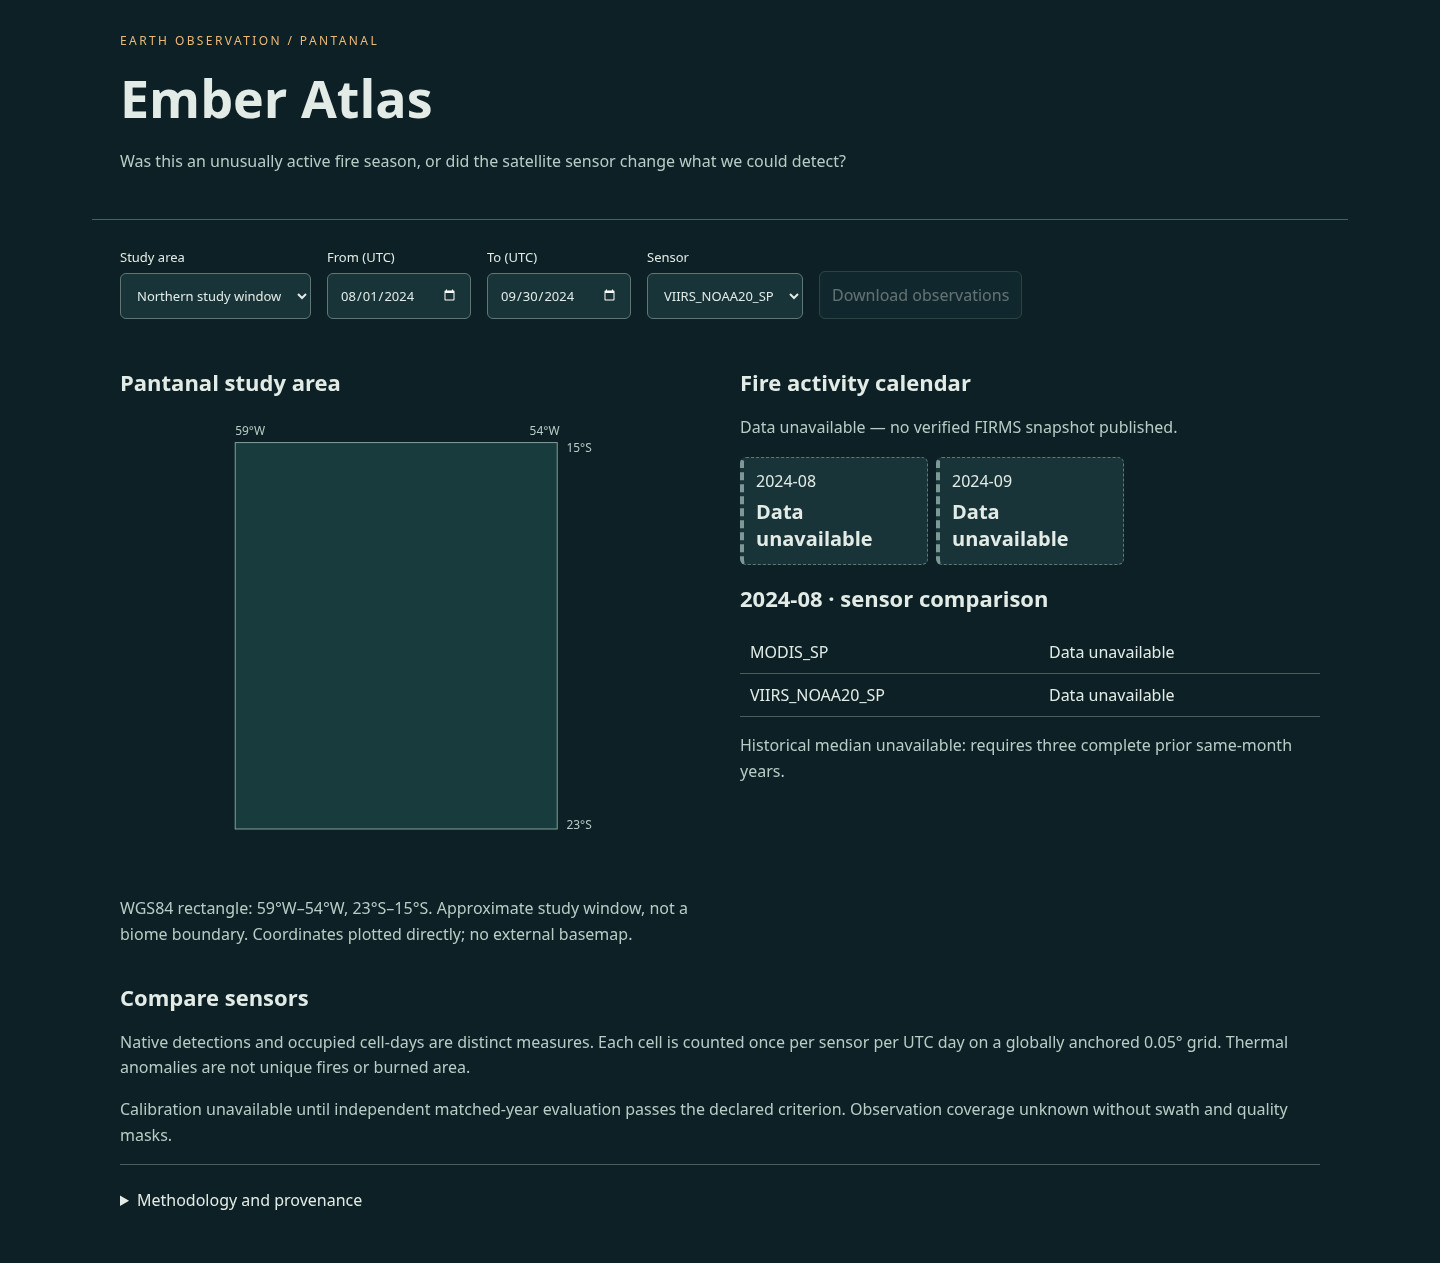 EARTH OBSERVATION / PANTANAL
Ember Atlas
Was this an unusually active fire season, or did the satellite sensor change what we could detect?
Study area
From (UTC)
To (UTC)
Sensor
Northern study window
08/01/2024
09/30/2024
VIIRS_NOAA20_SP
Download observations
Pantanal study area
59°W
54°W
15°S
23°S
WGS84 rectangle: 59°W–54°W, 23°S–15°S. Approximate study window, not a
biome boundary. Coordinates plotted directly; no external basemap.
Fire activity calendar
Data unavailable — no verified FIRMS snapshot published.
2024-08
Data
unavailable
2024-09
Data
unavailable
2024-08 · sensor comparison
MODIS_SP Data unavailable
VIIRS_NOAA20_SP Data unavailable
Historical median unavailable: requires three complete prior same-month
years.
Compare sensors
Native detections and occupied cell-days are distinct measures. Each cell is counted once per sensor per UTC day on a globally anchored 0.05° grid. Thermal
anomalies are not unique fires or burned area.
Calibration unavailable until independent matched-year evaluation passes the declared criterion. Observation coverage unknown without swath and quality
masks.
Methodology and provenance